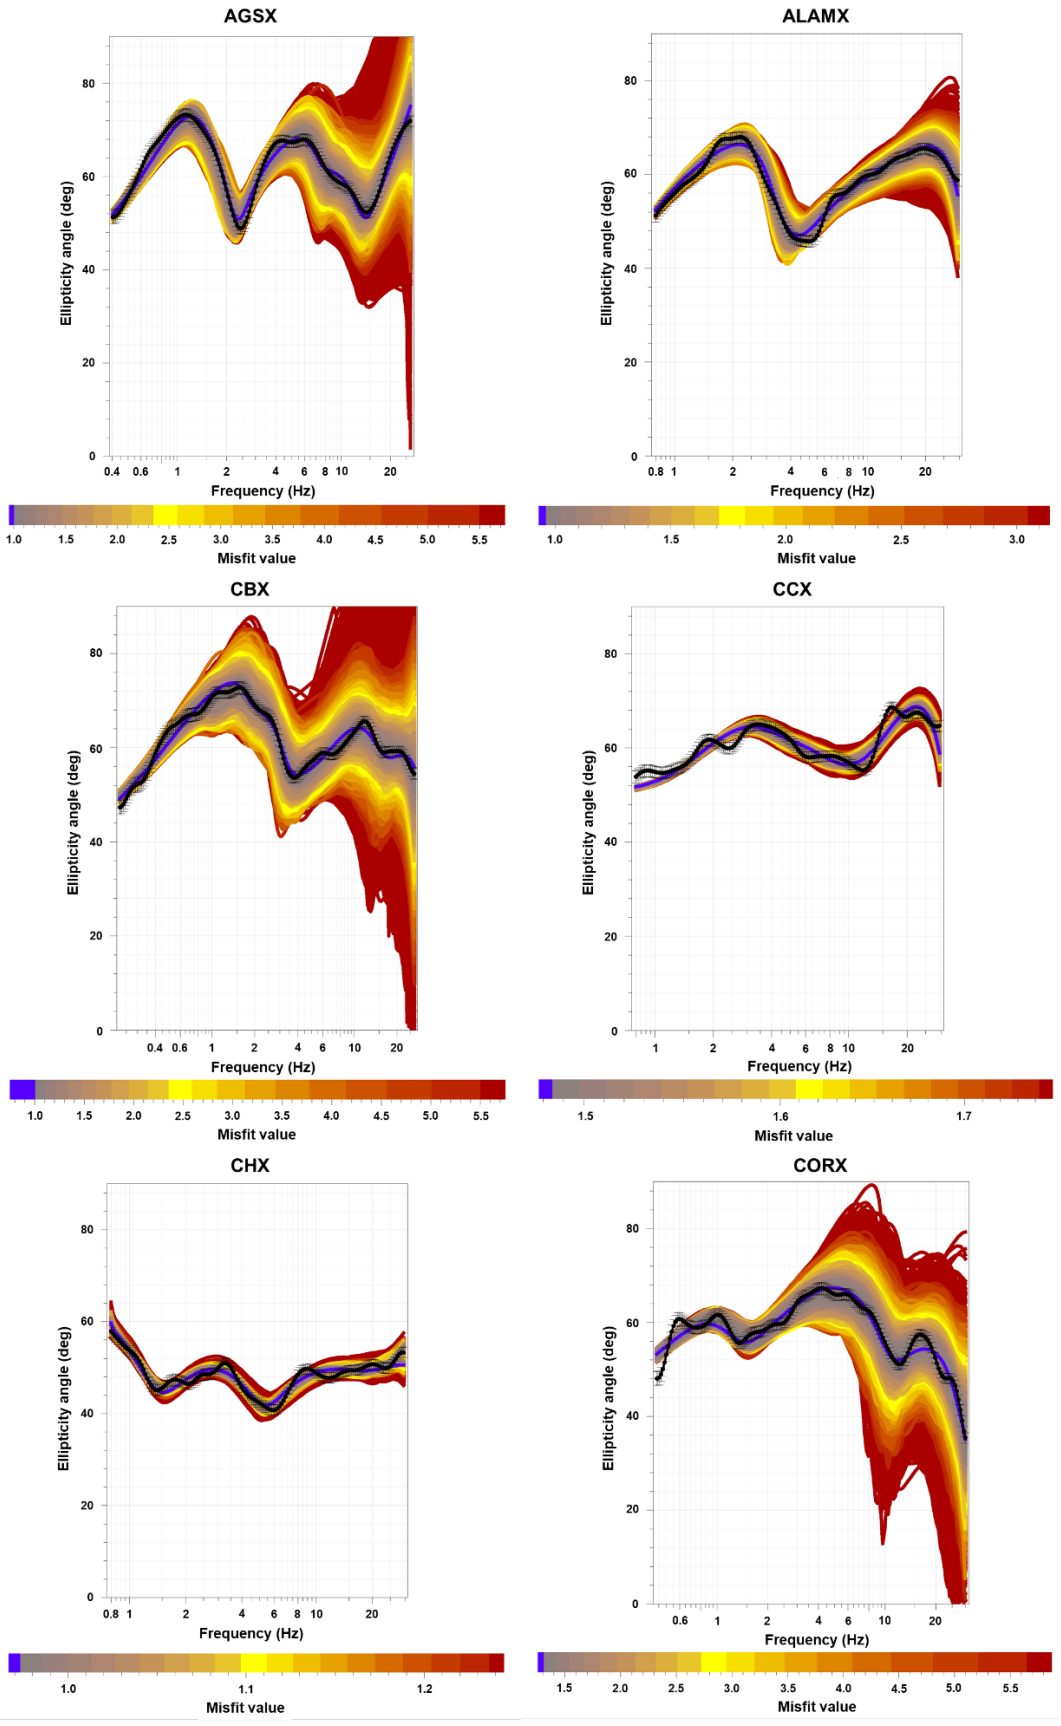 AGSX
ALAMX
Ellipticity angle (deg)
80
60
40
20
0
0.4 0.6 1 2 4 6 8 10 20
Frequency (Hz)
1.0 1.5 2.0 2.5 3.0 3.5 4.0 4.5 5.0 5.5
Misfit value
Ellipticity angle (deg)
80
60
40
20
0
0.8 1 2 4 6 8 10 20
Frequency (Hz)
1.0 1.5 2.0 2.5 3.0
Misfit value
CBX
CCX
Ellipticity angle (deg)
80
60
40
20
0
0.4 0.6 1 2 4 6 10 20
Frequency (Hz)
1.0 1.5 2.0 2.5 3.0 3.5 4.0 4.5 5.0 5.5
Misfit value
Ellipticity angle (deg)
80
60
40
20
0
1 2 4 6 8 10 20
Frequency (Hz)
1.5 1.6 1.7
Misfit value
CHX
CORX
Ellipticity angle (deg)
80
60
40
20
0
0.8 1 2 4 6 8 10 20
Frequency (Hz)
1.0 1.1 1.2
Misfit value
Ellipticity angle (deg)
80
60
40
20
0
0.6 1 2 4 6 10 20
Frequency (Hz)
1.5 2.0 2.5 3.0 3.5 4.0 4.5 5.0 5.5
Misfit value